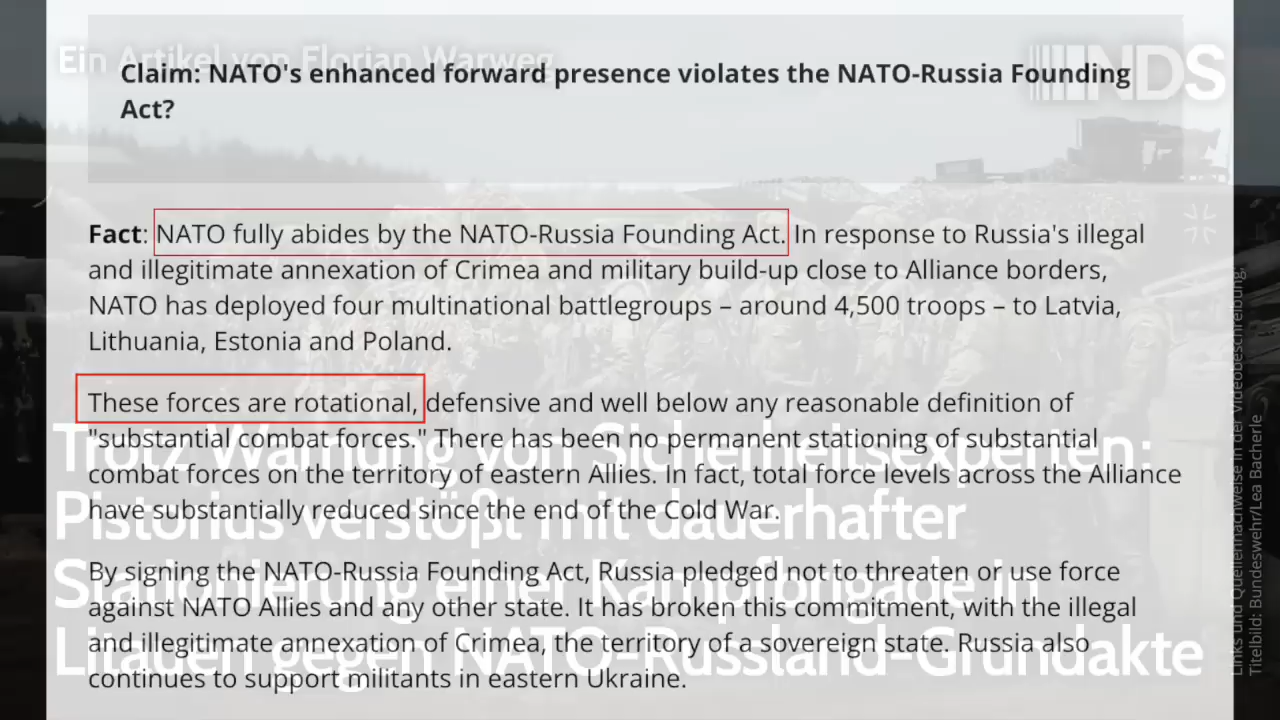 Ein Artikel von Florian Warweg
NDS
Claim: NATO's enhanced forward presence violates the NATO-Russia Founding
Act?
Fact: NATO fully abides by the NATO-Russia Founding Act. In response to Russia's illegal
and illegitimate annexation of Crimea and military build-up close to Alliance borders,
NATO has deployed four multinational battlegroups – around 4,500 troops – to Latvia,
Lithuania, Estonia and Poland.
These forces are rotational, defensive and well below any reasonable definition of
"substantial combat forces." There has been no permanent stationing of substantial
combat forces on the territory of eastern Allies. In fact, total force levels across the Alliance
have substantially reduced since the end of the Cold War.
By signing the NATO-Russia Founding Act, Russia pledged not to threaten or use force
against NATO Allies and any other state. It has broken this commitment, with the illegal
and illegitimate annexation of Crimea, the territory of a sovereign state. Russia also
continues to support militants in eastern Ukraine.
Trotz Warnung von Sicherheitsexperten:
Pistorius verstößt mit dauerhafter
Stationierung einer Kampfbrigade in
Litauen gegen NATO-Russland-Grundakte
Links und Quellennachweise in der Videobeschreibung,
Titelbild: Bundeswehr/Lea Bacherle